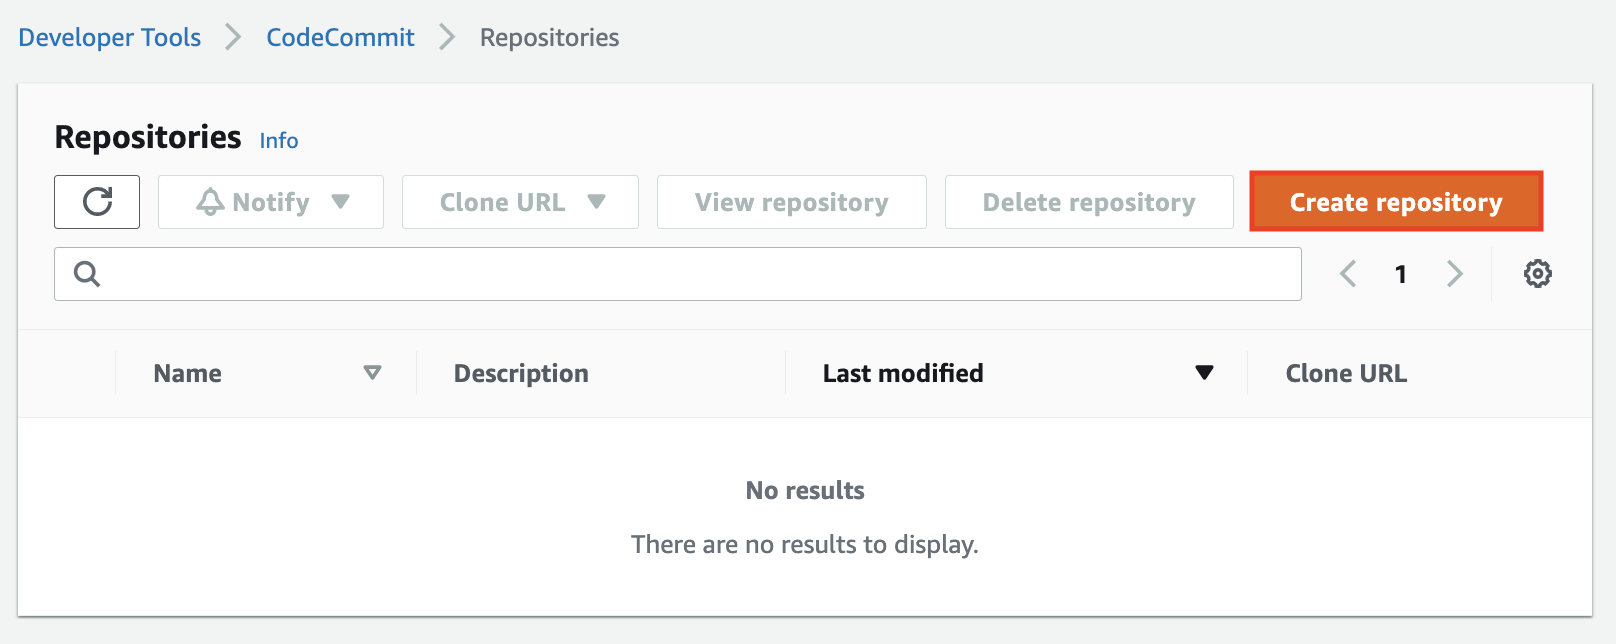 Developer Tools CodeCommit Repositories
Repositories Info
Notify Clone URL View repository Delete repository Create repository
1
Name Description Last modified Clone URL
No results
There are no results to display.